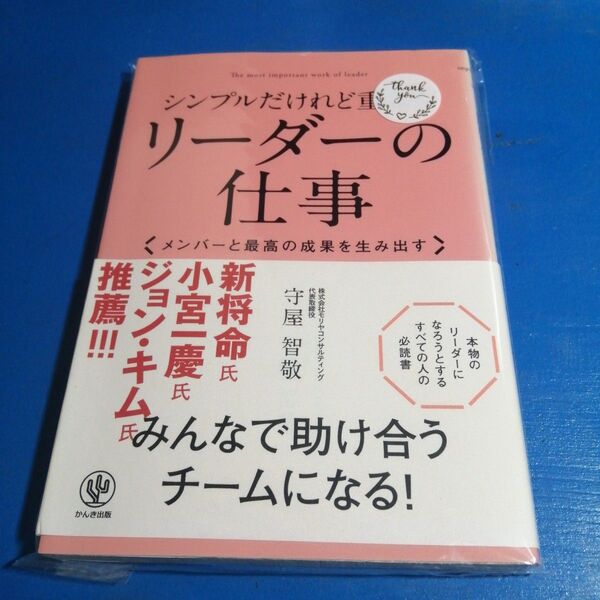 The most important work of leader
シンプルだけれど重
thank you
リーダーの
仕事
〈メンバーと最高の成果を生み出す〉
新将命氏
小宮一慶氏
ジョン・キム氏
推薦!!!
株式会社モリヤコンサルティング
代表取締役
守屋 智敬
本物の
リーダーに
なろうとする
すべての人の
必読書
みんなで助け合う
チームになる!
かんき出版